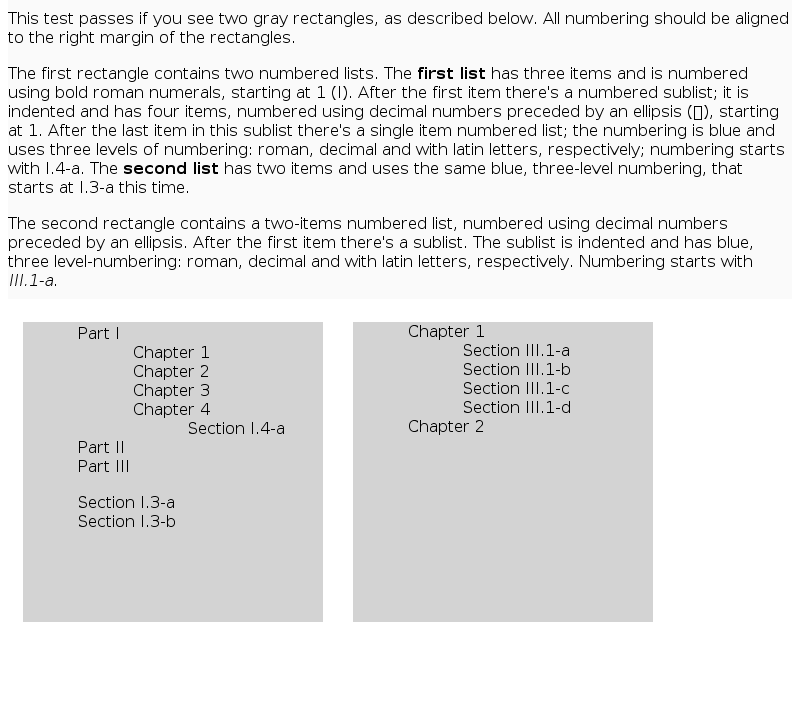 This test passes if you see two gray rectangles, as described below. All numbering should be aligned
to the right margin of the rectangles.
The first rectangle contains two numbered lists. The first list has three items and is numbered
using bold roman numerals, starting at 1 (I). After the first item there's a numbered sublist; it is
indented and has four items, numbered using decimal numbers preceded by an ellipsis (▯), starting
at 1. After the last item in this sublist there's a single item numbered list; the numbering is blue and
uses three levels of numbering: roman, decimal and with latin letters, respectively; numbering starts
with I.4-a. The second list has two items and uses the same blue, three-level numbering, that
starts at I.3-a this time.
The second rectangle contains a two-items numbered list, numbered using decimal numbers
preceded by an ellipsis. After the first item there's a sublist. The sublist is indented and has blue,
three level-numbering: roman, decimal and with latin letters, respectively. Numbering starts with
III.1-a.
Part I
Chapter 1
Chapter 2
Chapter 3
Chapter 4
Section I.4-a
Part II
Part III
Section I.3-a
Section I.3-b
Chapter 1
Section III.1-a
Section III.1-b
Section III.1-c
Section III.1-d
Chapter 2